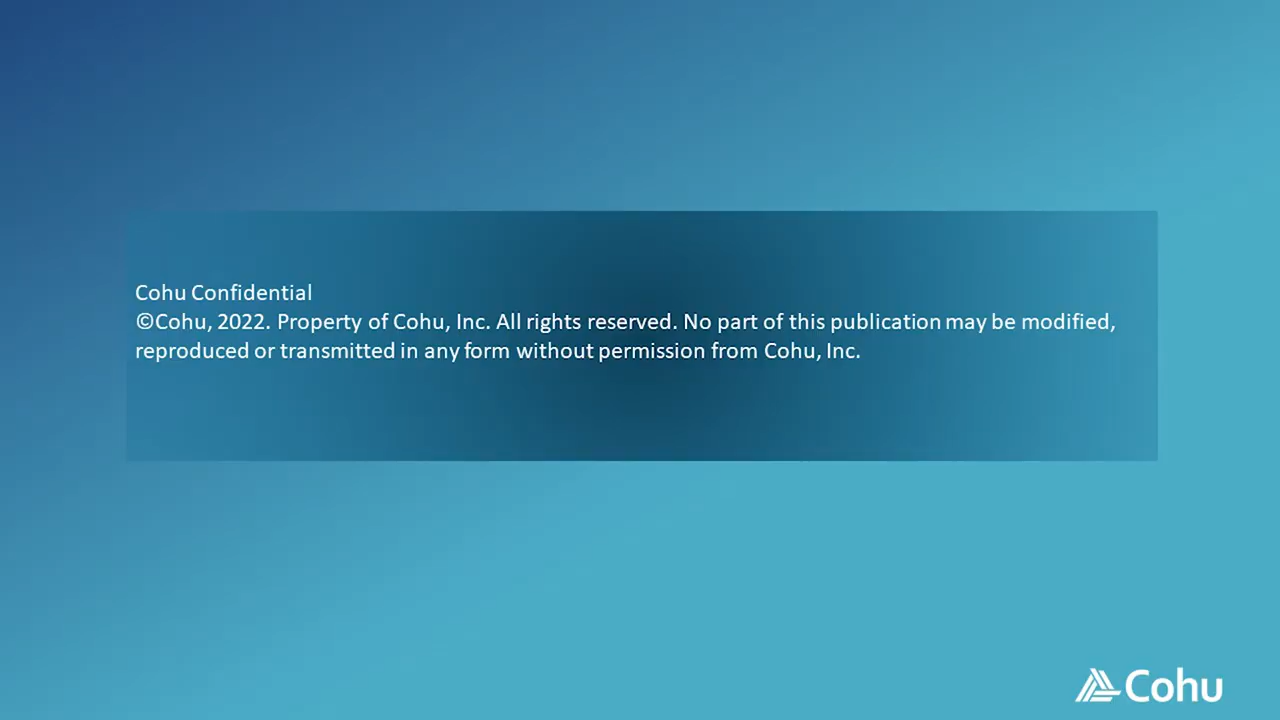 Cohu Confidential
©Cohu, 2022. Property of Cohu, Inc. All rights reserved. No part of this publication may be modified,
reproduced or transmitted in any form without permission from Cohu, Inc.
Cohu